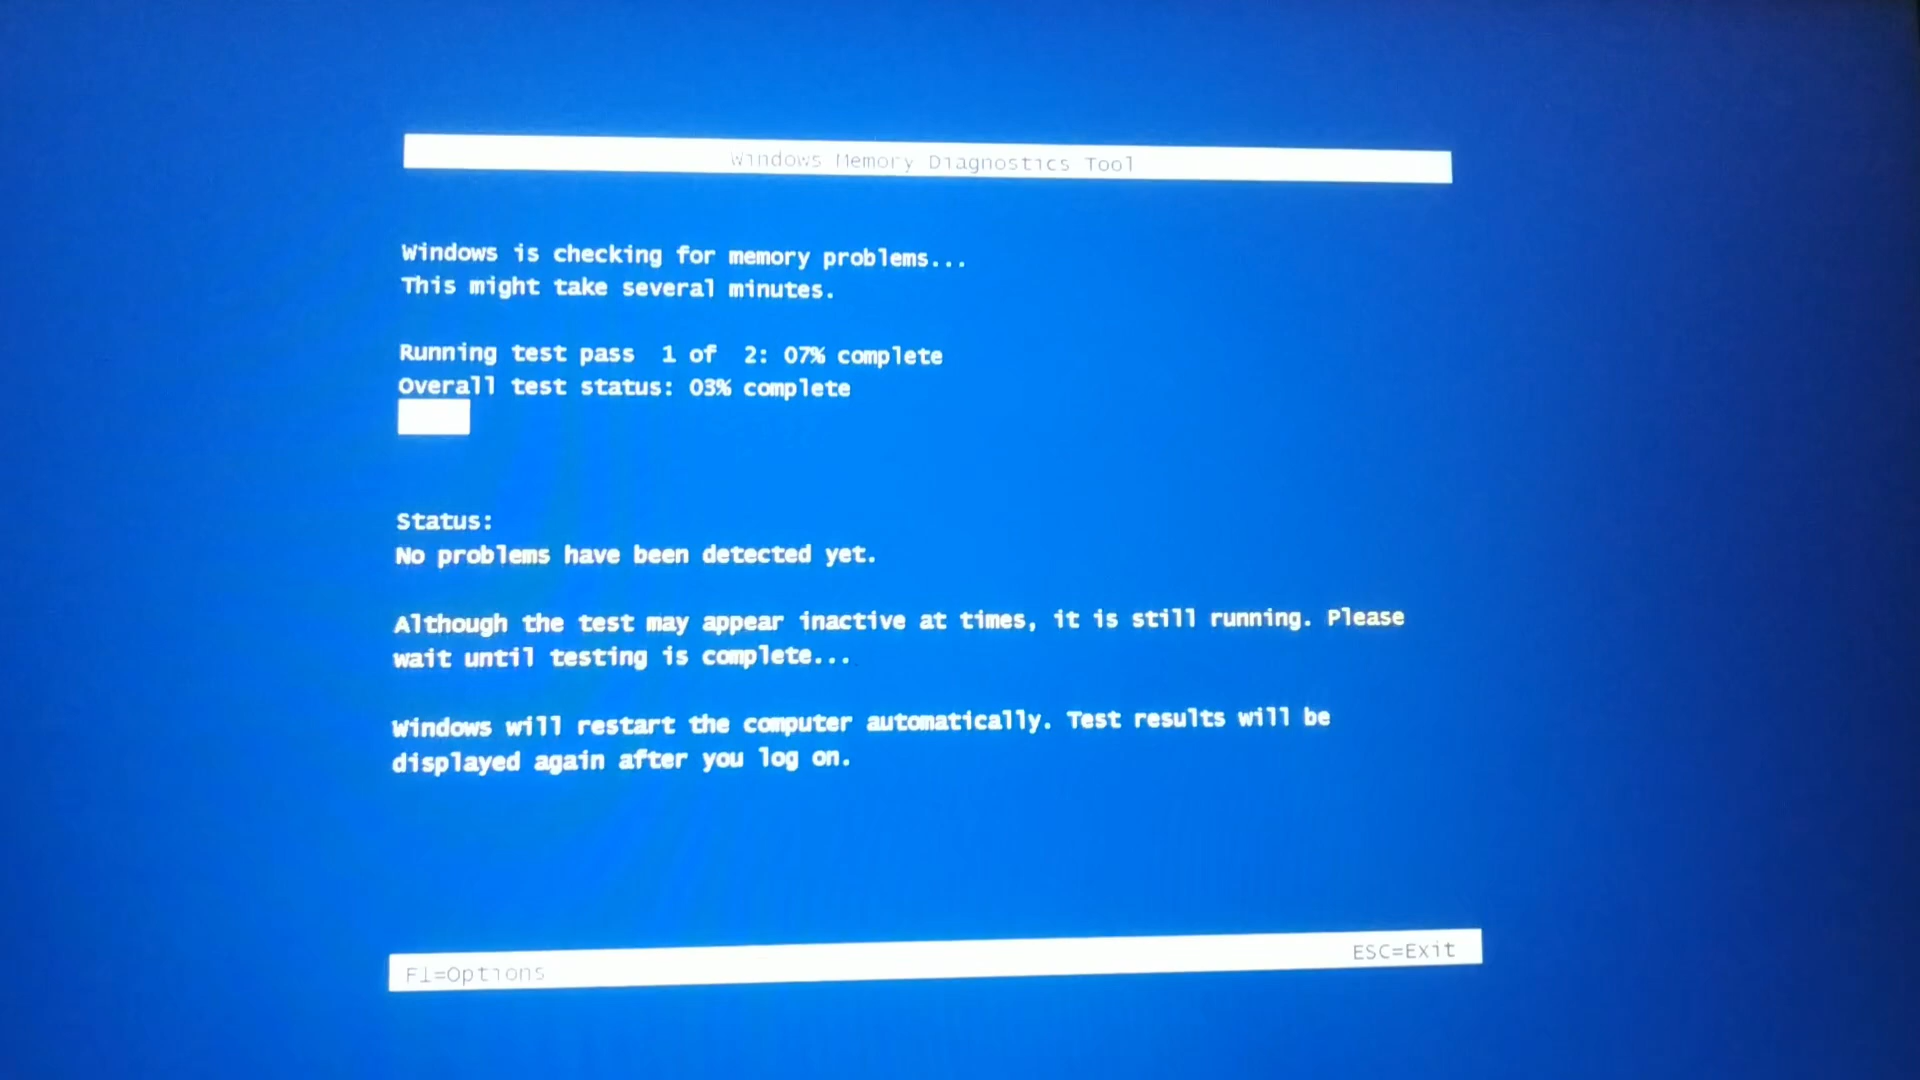 Windows Memory Diagnostics Tool
Windows is checking for memory problems...
This might take several minutes.
Running test pass  1 of  2: 07% complete
Overall test status: 03% complete
Status:
No problems have been detected yet.
Although the test may appear inactive at times, it is still running. Please
wait until testing is complete...
Windows will restart the computer automatically. Test results will be
displayed again after you log on.
F1=Options ESC=Exit